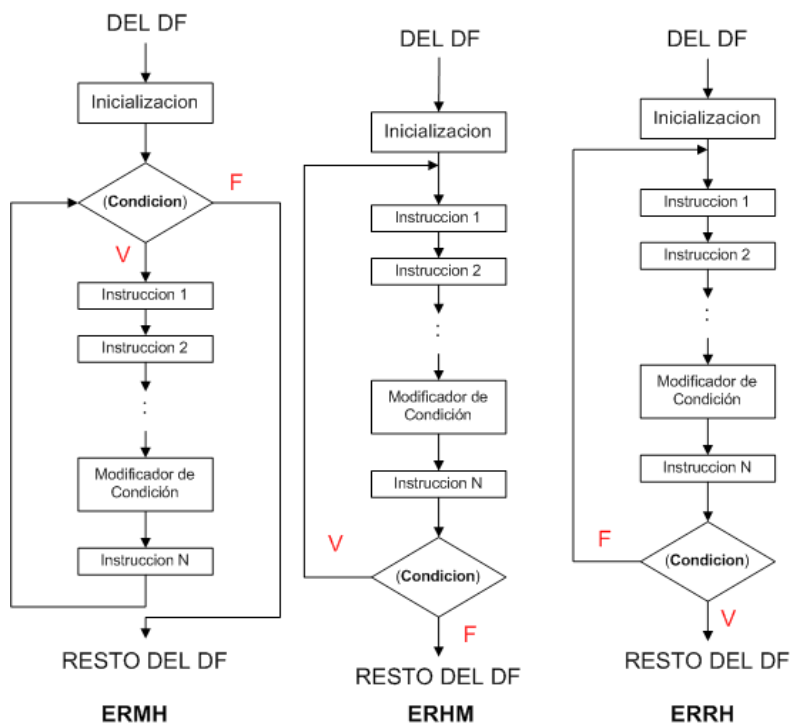 DEL DF
Inicializacion
(Condicion)
F
V
Instruccion 1
Instruccion 2
:
Modificador de
Condición
Instruccion N
RESTO DEL DF
ERMH
DEL DF
Inicializacion
Instruccion 1
Instruccion 2
:
Modificador de
Condición
Instruccion N
V
(Condicion)
F
RESTO DEL DF
ERHM
DEL DF
Inicializacion
Instruccion 1
Instruccion 2
:
Modificador de
Condición
Instruccion N
F
(Condicion)
V
RESTO DEL DF
ERRH